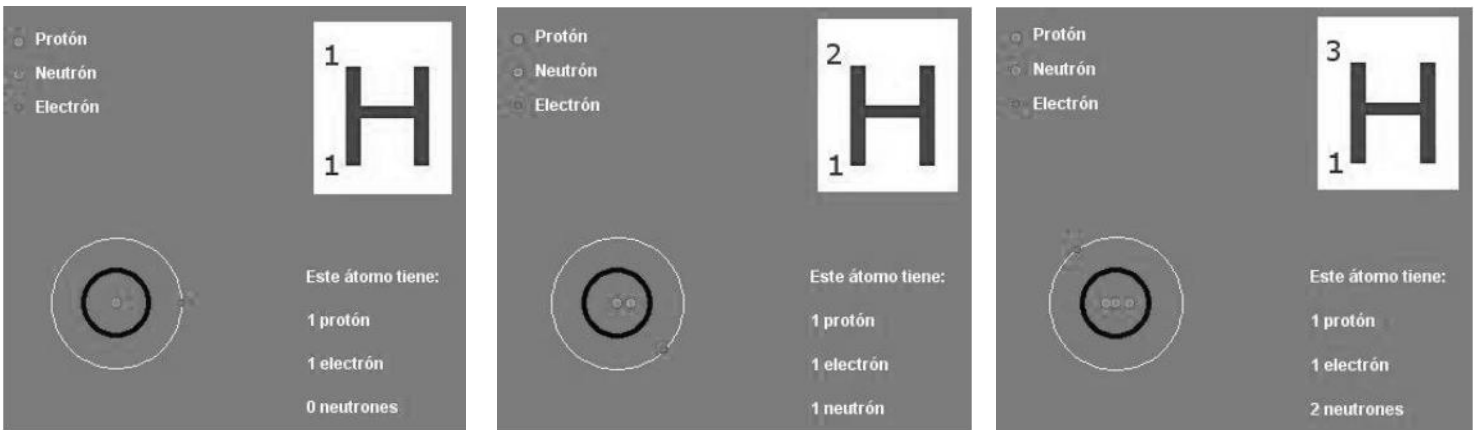 Protón
Neutrón
Electrón
1
H
1
Este átomo tiene:
1 protón
1 electrón
0 neutrones
Protón
Neutrón
Electrón
2
H
1
Este átomo tiene:
1 protón
1 electrón
1 neutrón
Protón
Neutrón
Electrón
3
H
1
Este átomo tiene:
1 protón
1 electrón
2 neutrones